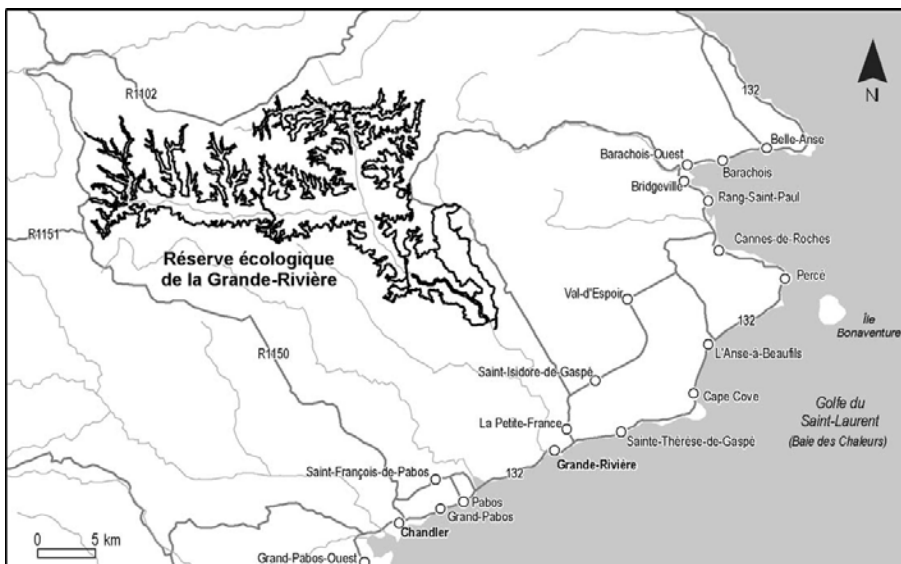 R1102
132
N
Belle-Anse
Barachois-Ouest
Barachois
Bridgeville
Rang-Saint-Paul
R1151
Cannes-de-Roches
Réserve écologique
de la Grande-Rivière
Percé
Val-d'Espoir
132
Île
Bonaventure
R1150
L'Anse-à-Beaufils
Saint-Isidore-de-Gaspé
Cape Cove
Golfe du
Saint-Laurent
(Baie des Chaleurs)
La Petite-France
Sainte-Thérèse-de-Gaspé
Grande-Rivière
Saint-François-de-Pabos
132
Pabos
Grand-Pabos
Chandler
0 5 km
Grand-Pabos-Ouest